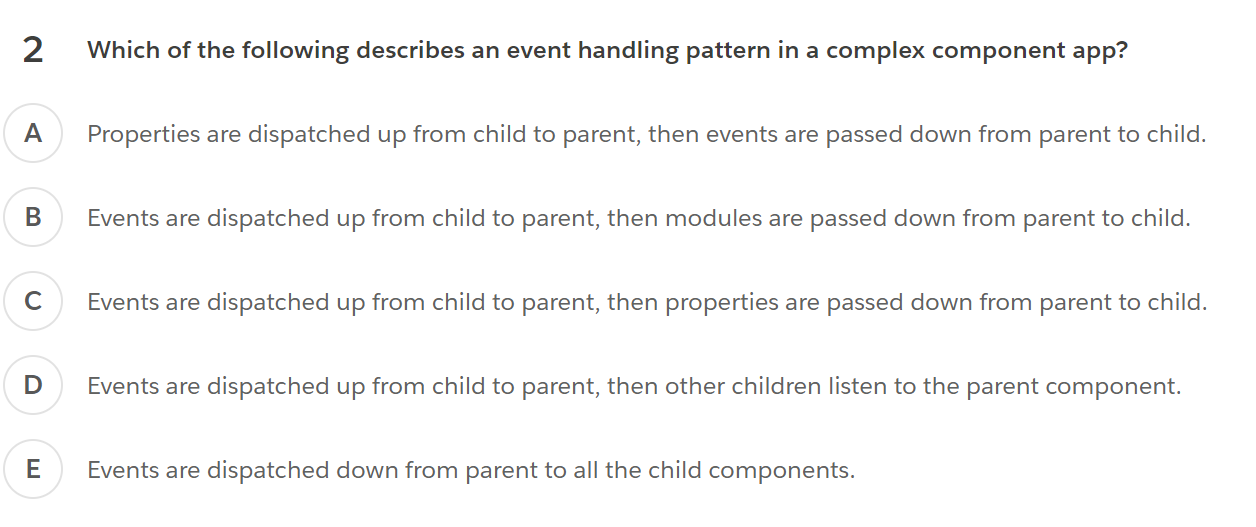 2 Which of the following describes an event handling pattern in a complex component app?
A Properties are dispatched up from child to parent, then events are passed down from parent to child.
B Events are dispatched up from child to parent, then modules are passed down from parent to child.
C Events are dispatched up from child to parent, then properties are passed down from parent to child.
D Events are dispatched up from child to parent, then other children listen to the parent component.
E Events are dispatched down from parent to all the child components.